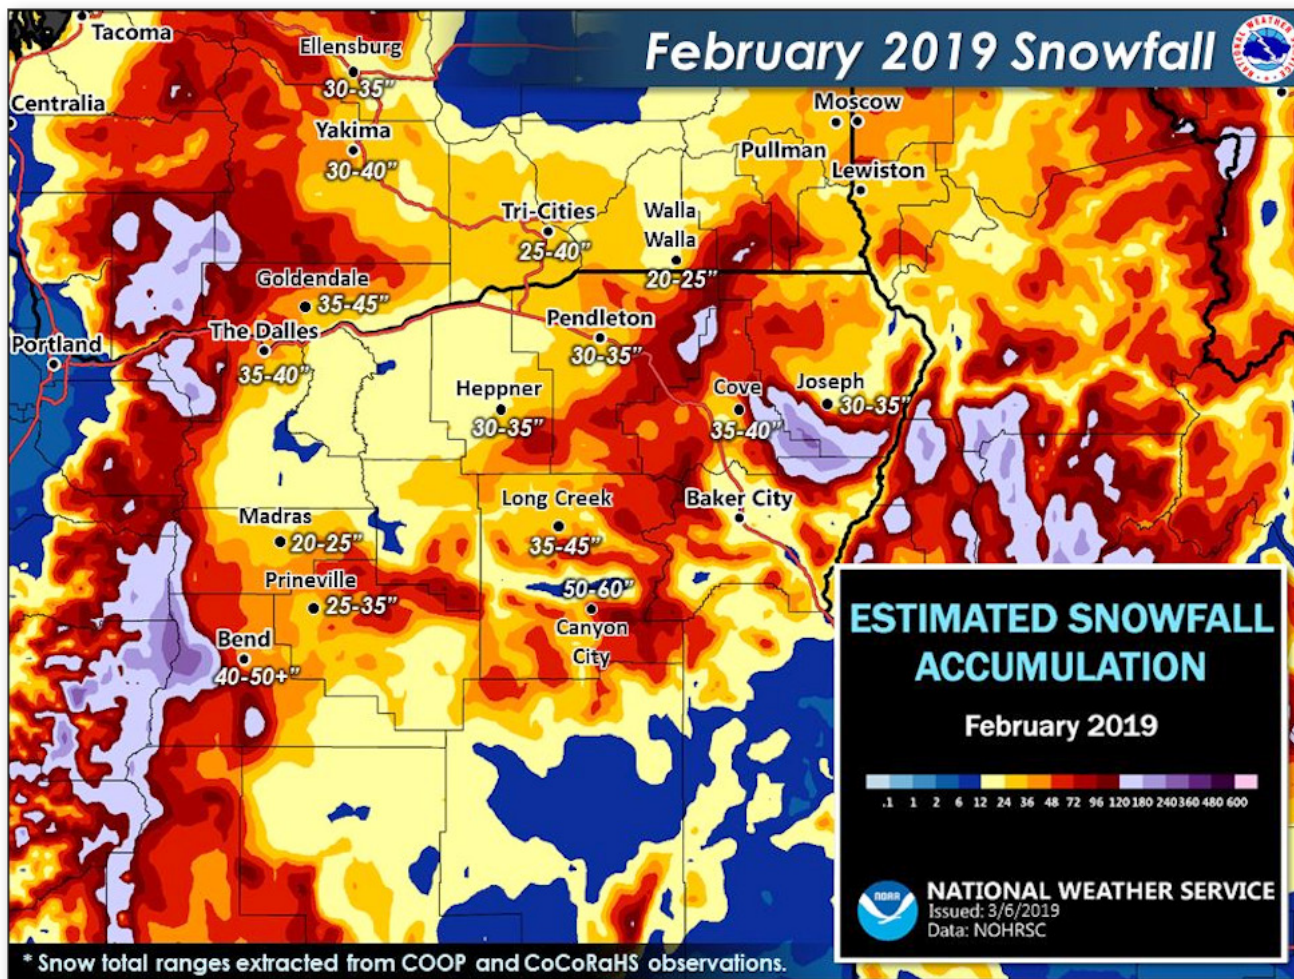 February 2019 Snowfall
Tacoma
Ellensburg
30-35”
Centralia
Yakima
30-40”
Moscow
Pullman
Lewiston
Tri-Cities
25-40”
Walla
Walla
20-25”
Goldendale
35-45”
The Dalles
35-40”
Portland
Pendleton
30-35”
Heppner
30-35”
Cove
35-40”
Joseph
30-35”
Long Creek
35-45”
Baker City
Madras
20-25”
Prineville
25-35”
50-60”
Canyon
City
Bend
40-50+”
ESTIMATED SNOWFALL
ACCUMULATION
February 2019
.1 1 2 6 12 24 36 48 72 96 120 180 240 360 480 600
NOAA
NATIONAL WEATHER SERVICE
Issued: 3/6/2019
Data: NOHRSC
* Snow total ranges extracted from COOP and CoCoRaHS observations.